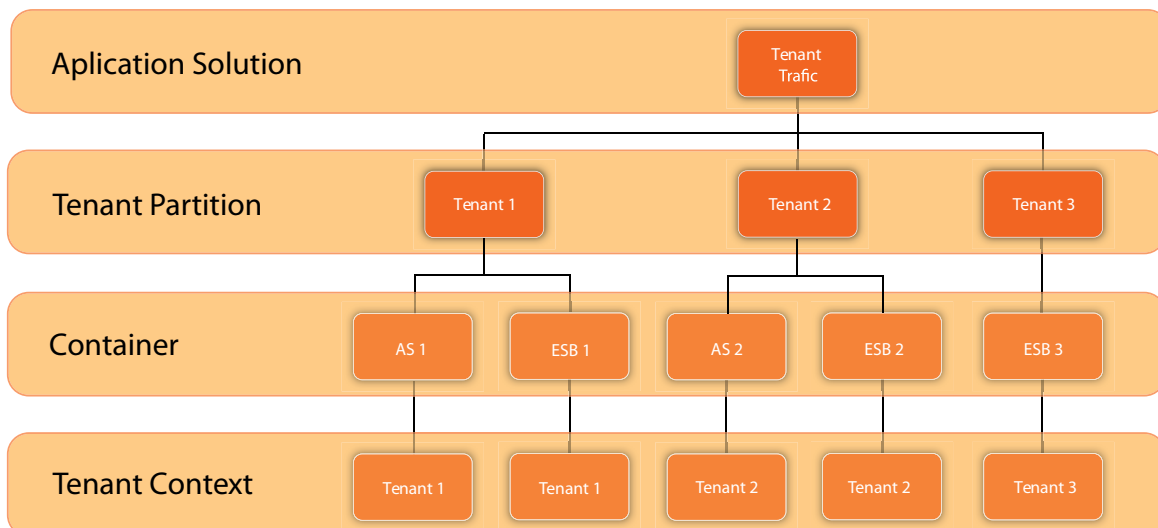 Aplication Solution
Tenant
Trafic
Tenant Partition
Tenant 1
Tenant 2
Tenant 3
Container
AS 1
ESB 1
AS 2
ESB 2
ESB 3
Tenant Context
Tenant 1
Tenant 1
Tenant 2
Tenant 2
Tenant 3